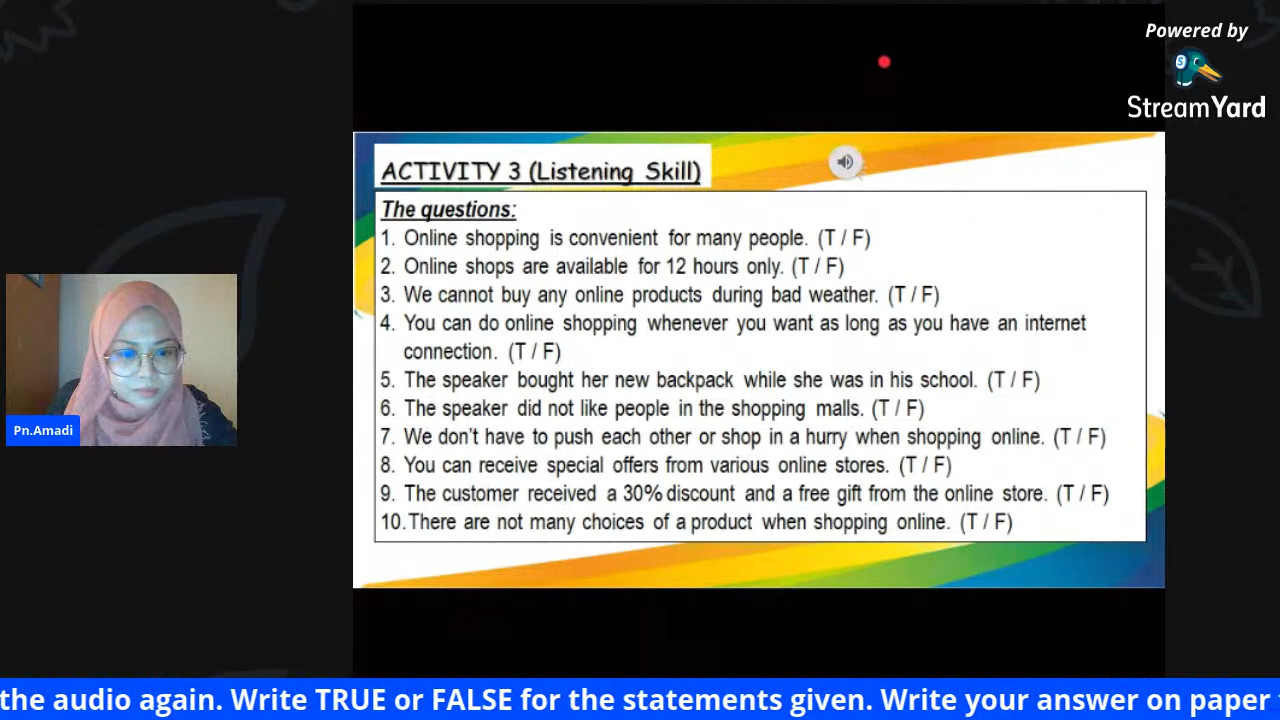 Powered by
StreamYard
ACTIVITY 3 (Listening Skill)
The questions:
1. Online shopping is convenient for many people. (T / F)
2. Online shops are available for 12 hours only. (T / F)
3. We cannot buy any online products during bad weather. (T / F)
4. You can do online shopping whenever you want as long as you have an internet
connection. (T / F)
5. The speaker bought her new backpack while she was in his school. (T / F)
6. The speaker did not like people in the shopping malls. (T / F)
7. We don't have to push each other or shop in a hurry when shopping online. (T / F)
8. You can receive special offers from various online stores. (T / F)
9. The customer received a 30% discount and a free gift from the online store. (T / F)
10. There are not many choices of a product when shopping online. (T / F)
Pn.Amadi
the audio again. Write TRUE or FALSE for the statements given. Write your answer on paper